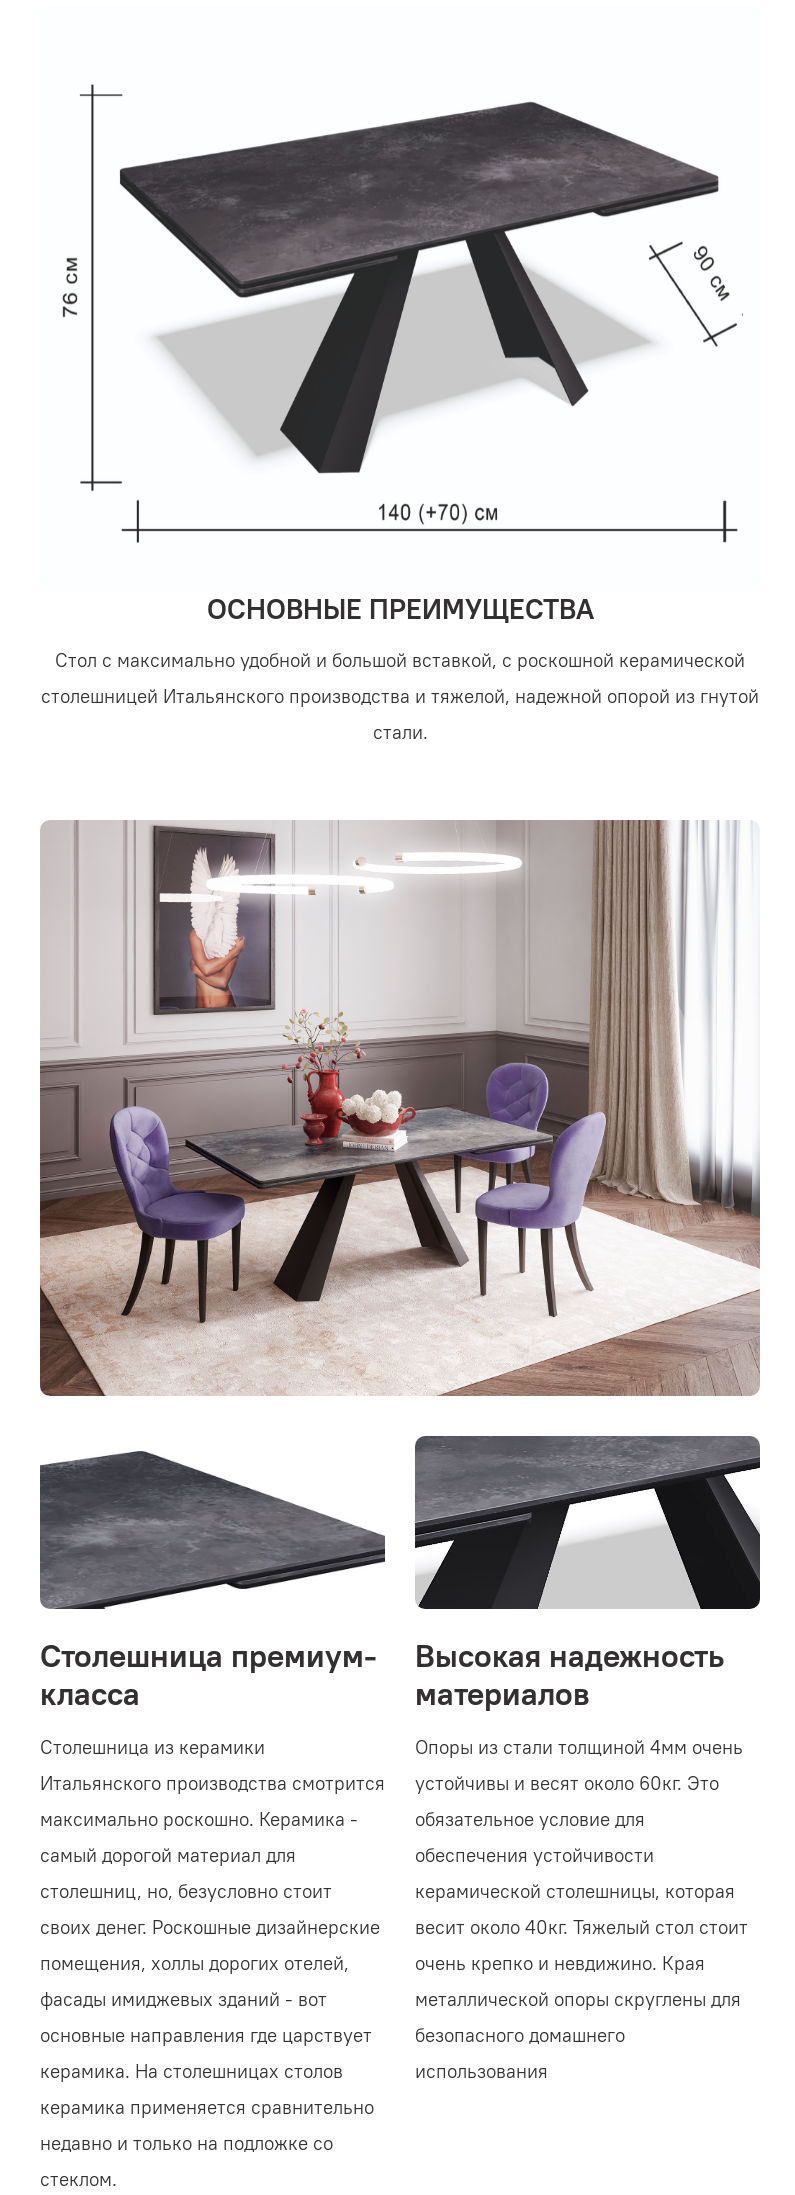 76 см
90 см
140 (+70) см
ОСНОВНЫЕ ПРЕИМУЩЕСТВА
Стол с максимально удобной и большой вставкой, с роскошной керамической
столешницей Итальянского производства и тяжелой, надежной опорой из гнутой
стали.
Столешница премиум-
класса
Столешница из керамики
Итальянского производства смотрится
максимально роскошно. Керамика -
самый дорогой материал для
столешниц, но, безусловно стоит
своих денег. Роскошные дизайнерские
помещения, холлы дорогих отелей,
фасады имиджевых зданий - вот
основные направления где царствует
керамика. На столешницах столов
керамика применяется сравнительно
недавно и только на подложке со
стеклом.
Высокая надежность
материалов
Опоры из стали толщиной 4мм очень
устойчивы и весят около 60кг. Это
обязательное условие для
обеспечения устойчивости
керамической столешницы, которая
весит около 40кг. Тяжелый стол стоит
очень крепко и невдижино. Края
металлической опоры скруглены для
безопасного домашнего
использования